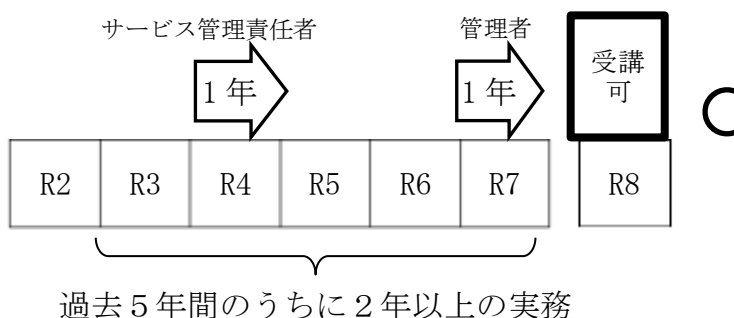 サービス管理責任者
管理者
1年
1年
受講
可
R2 R3 R4 R5 R6 R7 R8
過去５年間のうちに２年以上の実務